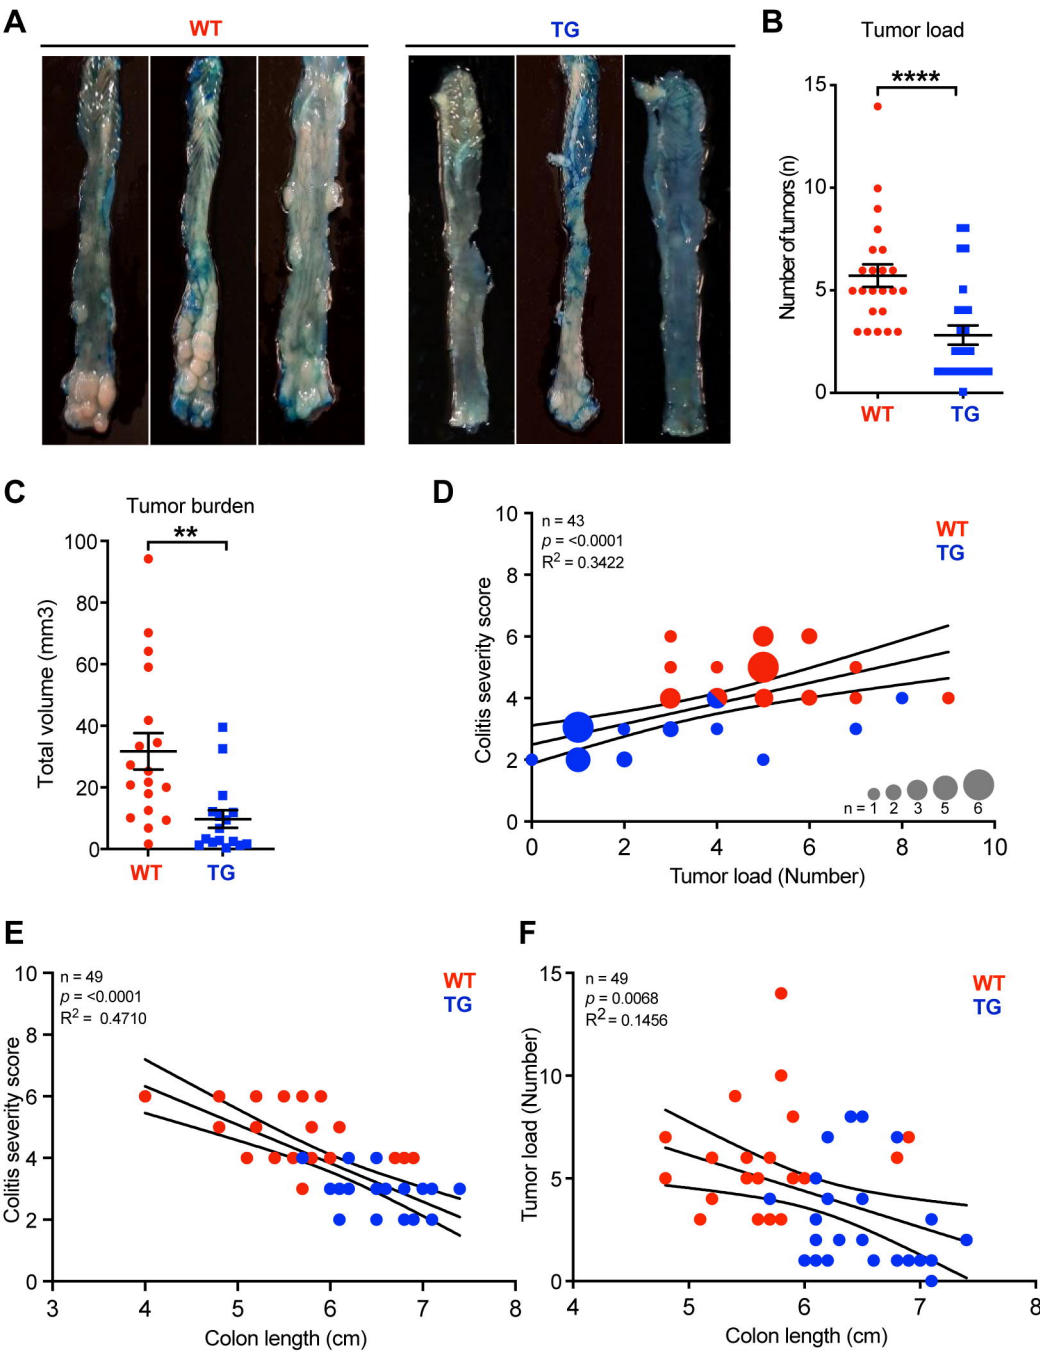 A
WT
TG
B
Tumor load
****
Number of tumors (n)
15
10
5
0
WT
TG
C
Tumor burden
**
Total volume (mm3)
100
80
60
40
20
0
WT
TG
D
n = 43
p = <0.0001
R2 = 0.3422
WT
TG
Colitis severity score
10
8
6
4
2
0
n = 1 2 3 5 6
0 2 4 6 8 10
Tumor load (Number)
E
n = 49
p = <0.0001
R2 = 0.4710
WT
TG
Colitis severity score
10
8
6
4
2
0
3 4 5 6 7 8
Colon length (cm)
F
n = 49
p = 0.0068
R2 = 0.1456
WT
TG
Tumor load (Number)
15
10
5
0
4 5 6 7 8
Colon length (cm)